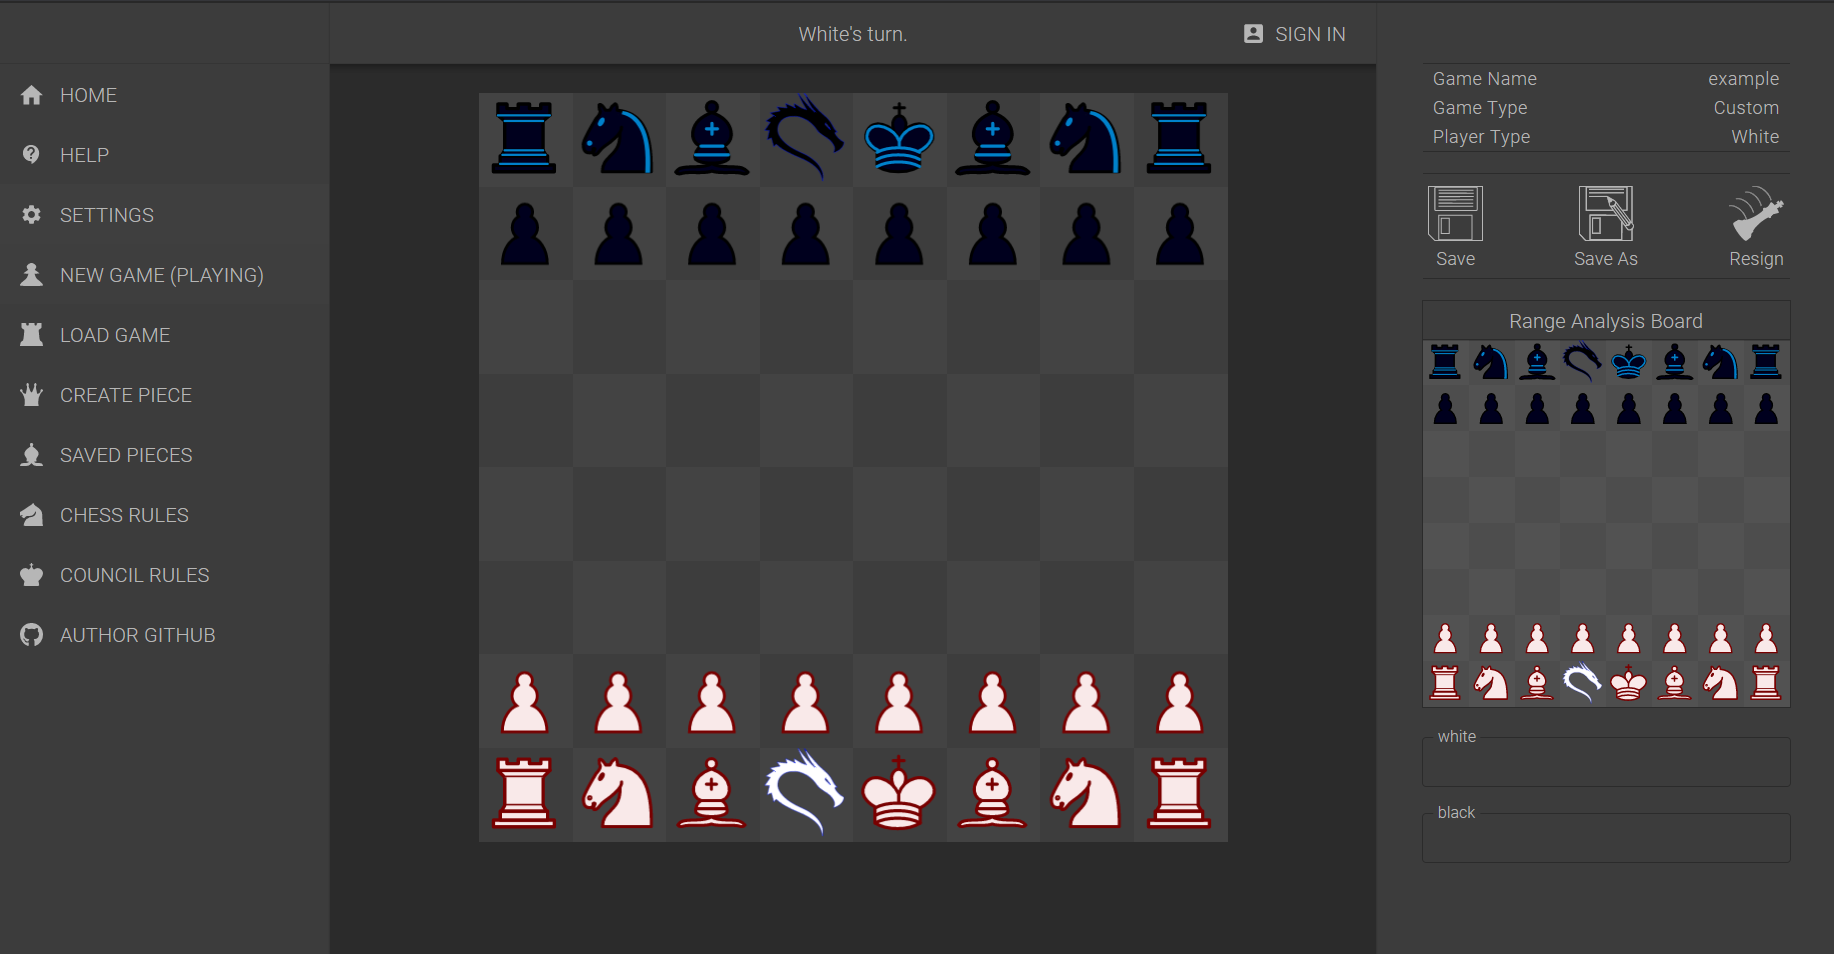 White's turn.
SIGN IN
HOME
HELP
SETTINGS
NEW GAME (PLAYING)
LOAD GAME
CREATE PIECE
SAVED PIECES
CHESS RULES
COUNCIL RULES
AUTHOR GITHUB
Game Name example
Game Type Custom
Player Type White
Save Save As Resign
Range Analysis Board
white
black